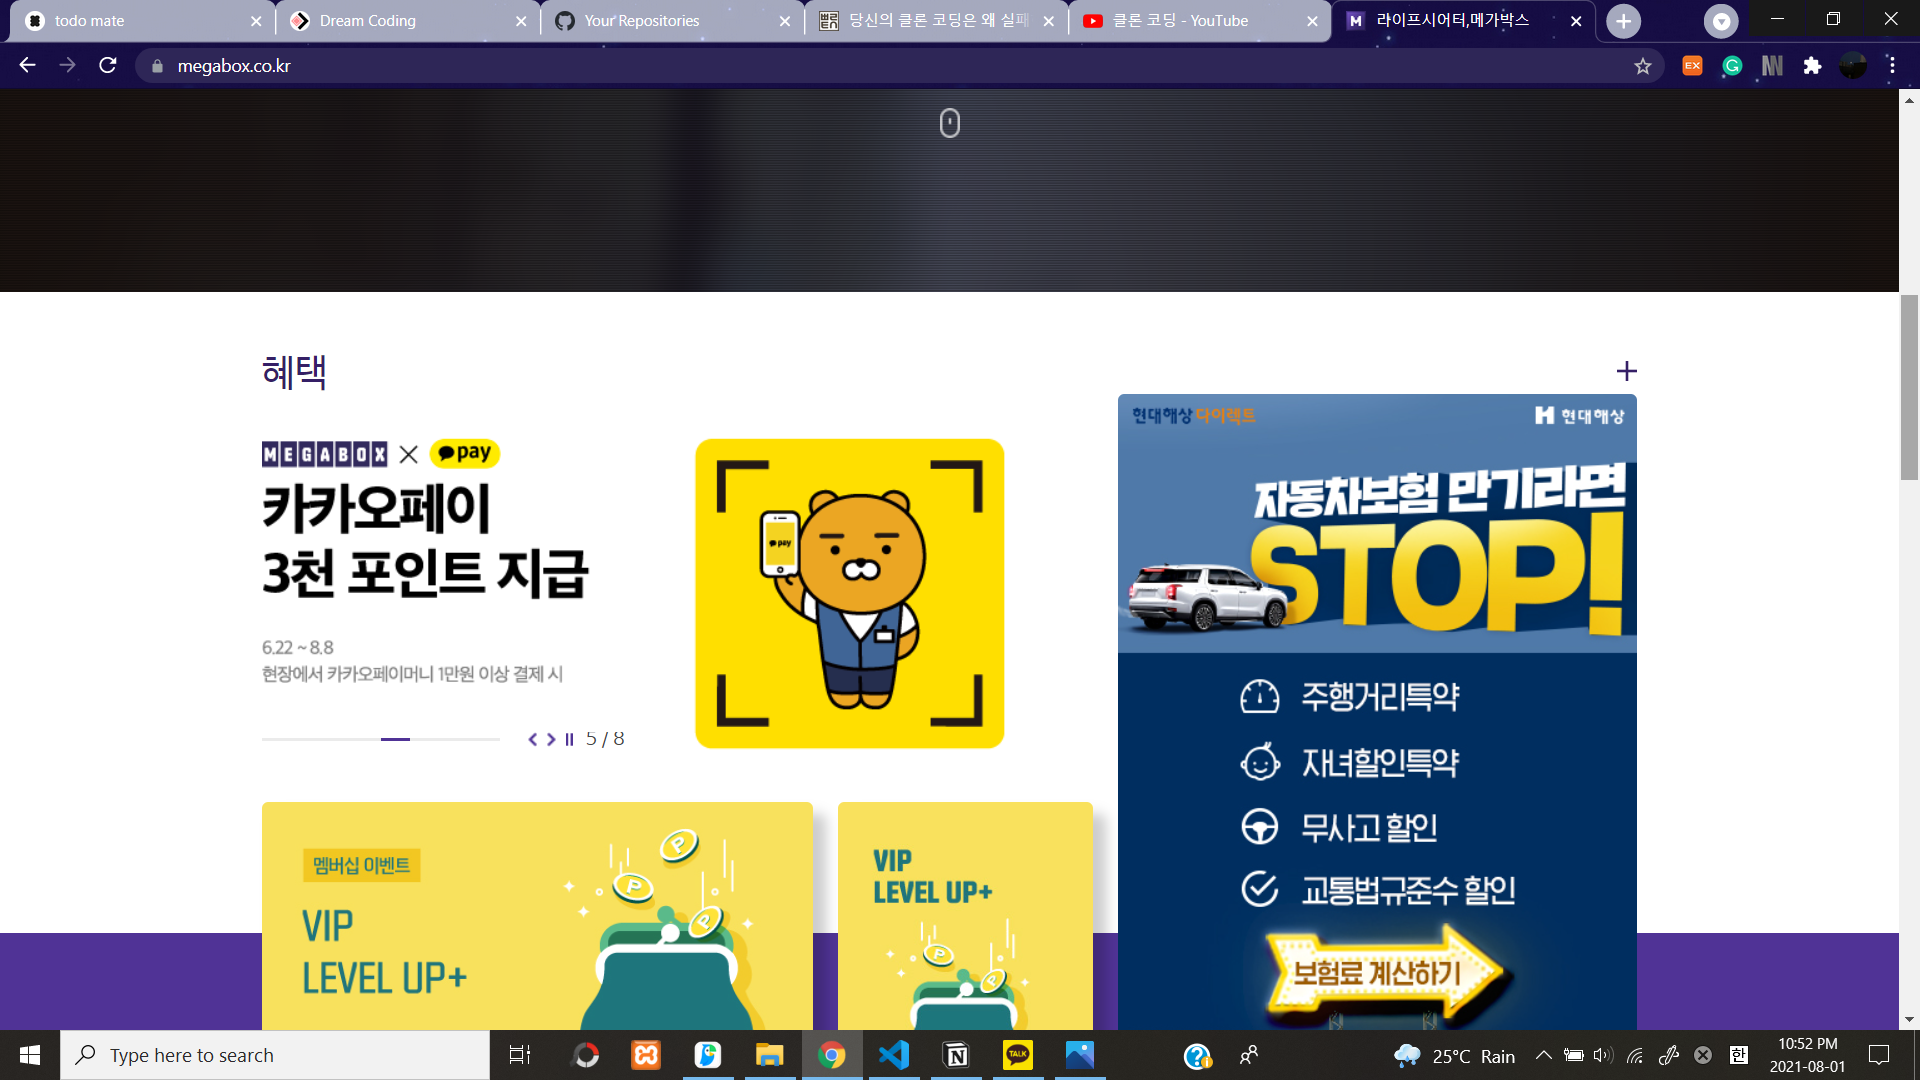 todo mate
Dream Coding
Your Repositories
당신의 클론 코딩은 왜 실패
클론 코딩 - YouTube
라이프시어터,메가박스
megabox.co.kr
혜택
MEGABOX × pay
카카오페이
3천 포인트 지급
6.22 ~ 8.8
현장에서 카카오페이머니 1만원 이상 결제 시
5 / 8
pay
현대해상 다이렉트
현대해상
자동차보험 만기라면
STOP!
주행거리특약
자녀할인특약
무사고 할인
교통법규준수 할인
보험료 계산하기
멤버십 이벤트
VIP
LEVEL UP+
VIP
LEVEL UP+
Type here to search
TALK
25°C Rain
한
10:52 PM
2021-08-01